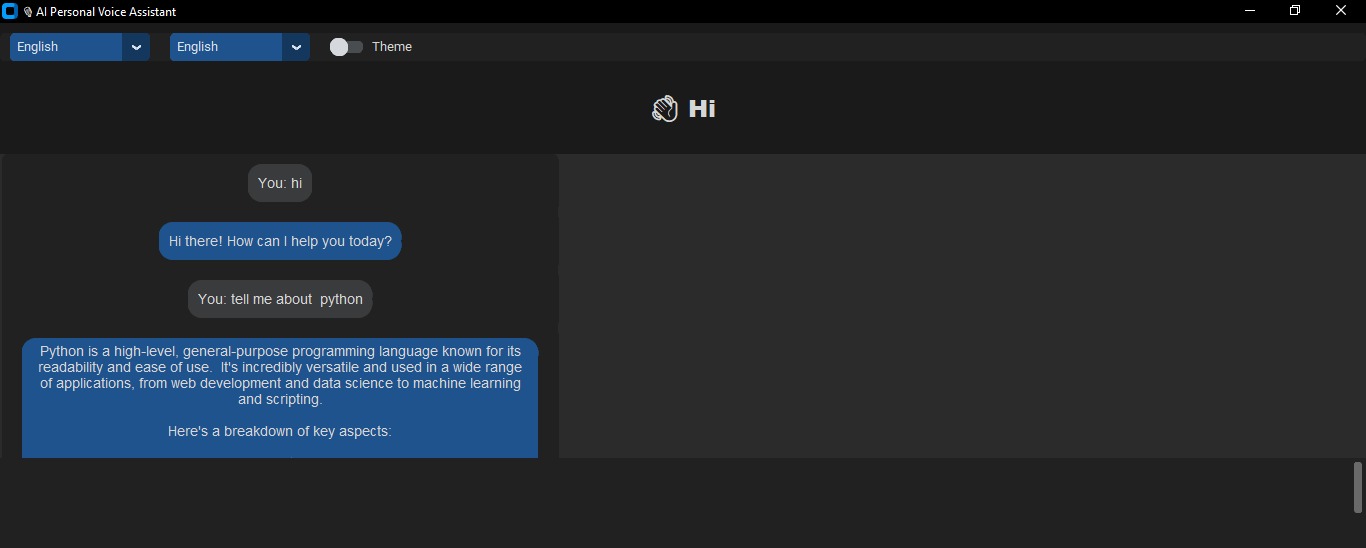 AI Personal Voice Assistant
English English Theme
👋 Hi
You: hi
Hi there! How can I help you today?
You: tell me about  python
Python is a high-level, general-purpose programming language known for its
readability and ease of use.  It's incredibly versatile and used in a wide range
of applications, from web development and data science to machine learning
and scripting.
Here's a breakdown of key aspects: